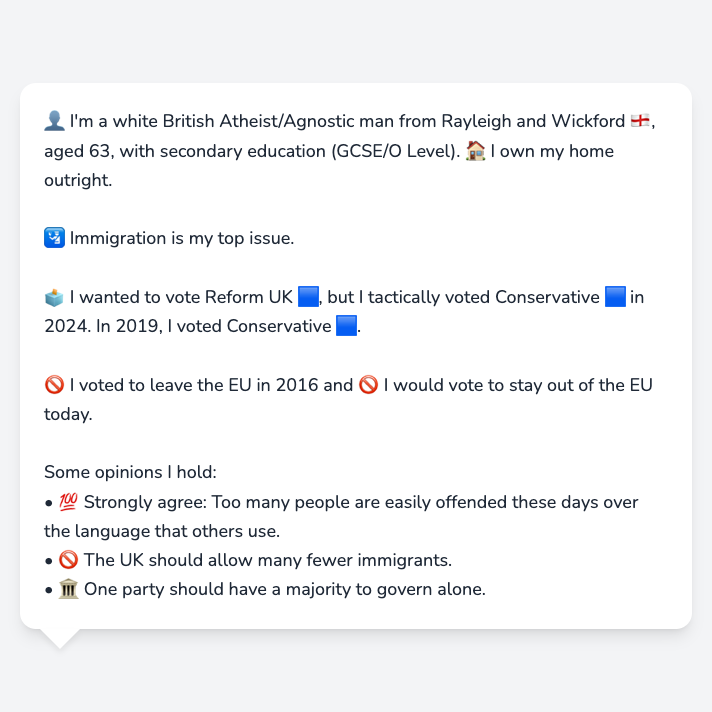 👤 I'm a white British Atheist/Agnostic man from Rayleigh and Wickford 🏴󠁧󠁢󠁥󠁮󠁧󠁿,
aged 63, with secondary education (GCSE/O Level). 🏠 I own my home
outright.
🛂 Immigration is my top issue.
🗳️ I wanted to vote Reform UK 🟦, but I tactically voted Conservative 🟦 in
2024. In 2019, I voted Conservative 🟦.
🚫 I voted to leave the EU in 2016 and 🚫 I would vote to stay out of the EU
today.
Some opinions I hold:
• 💯 Strongly agree: Too many people are easily offended these days over
the language that others use.
• 🚫 The UK should allow many fewer immigrants.
• 🏛️ One party should have a majority to govern alone.